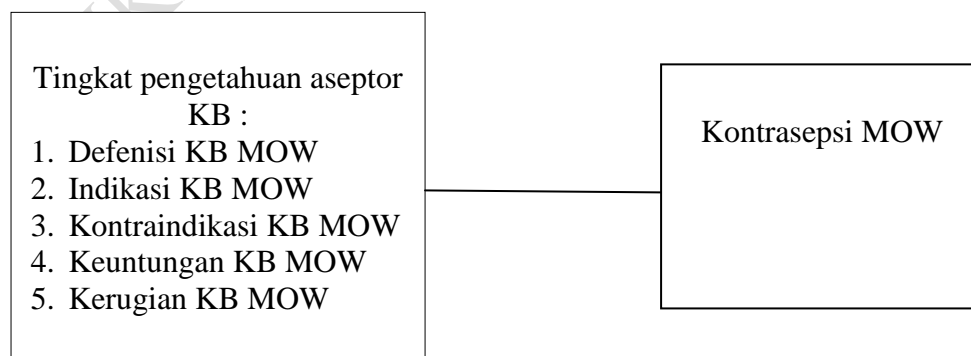 Tingkat pengetahuan aseptor
KB :
1. Defenisi KB MOW
2. Indikasi KB MOW
3. Kontraindikasi KB MOW
4. Keuntungan KB MOW
5. Kerugian KB MOW
Kontrasepsi MOW